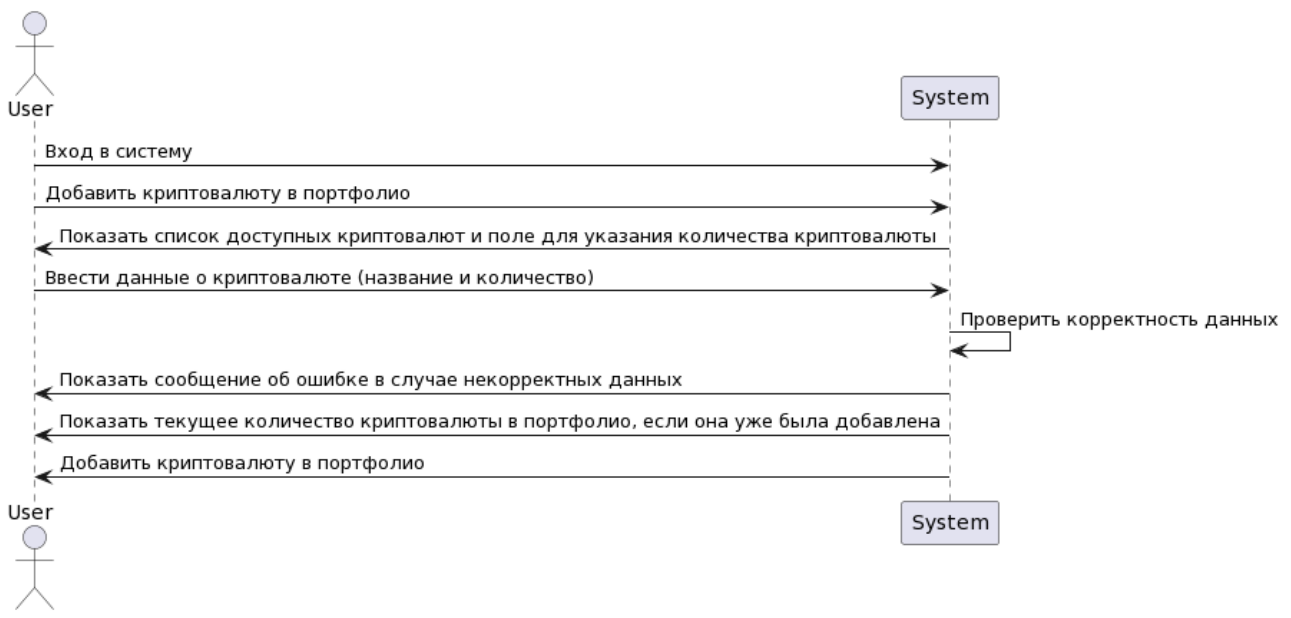 User
System
Вход в систему
Добавить криптовалюту в портфолио
Показать список доступных криптовалют и поле для указания количества криптовалюты
Ввести данные о криптовалюте (название и количество)
Проверить корректность данных
Показать сообщение об ошибке в случае некорректных данных
Показать текущее количество криптовалюты в портфолио, если она уже была добавлена
Добавить криптовалюту в портфолио
User
System